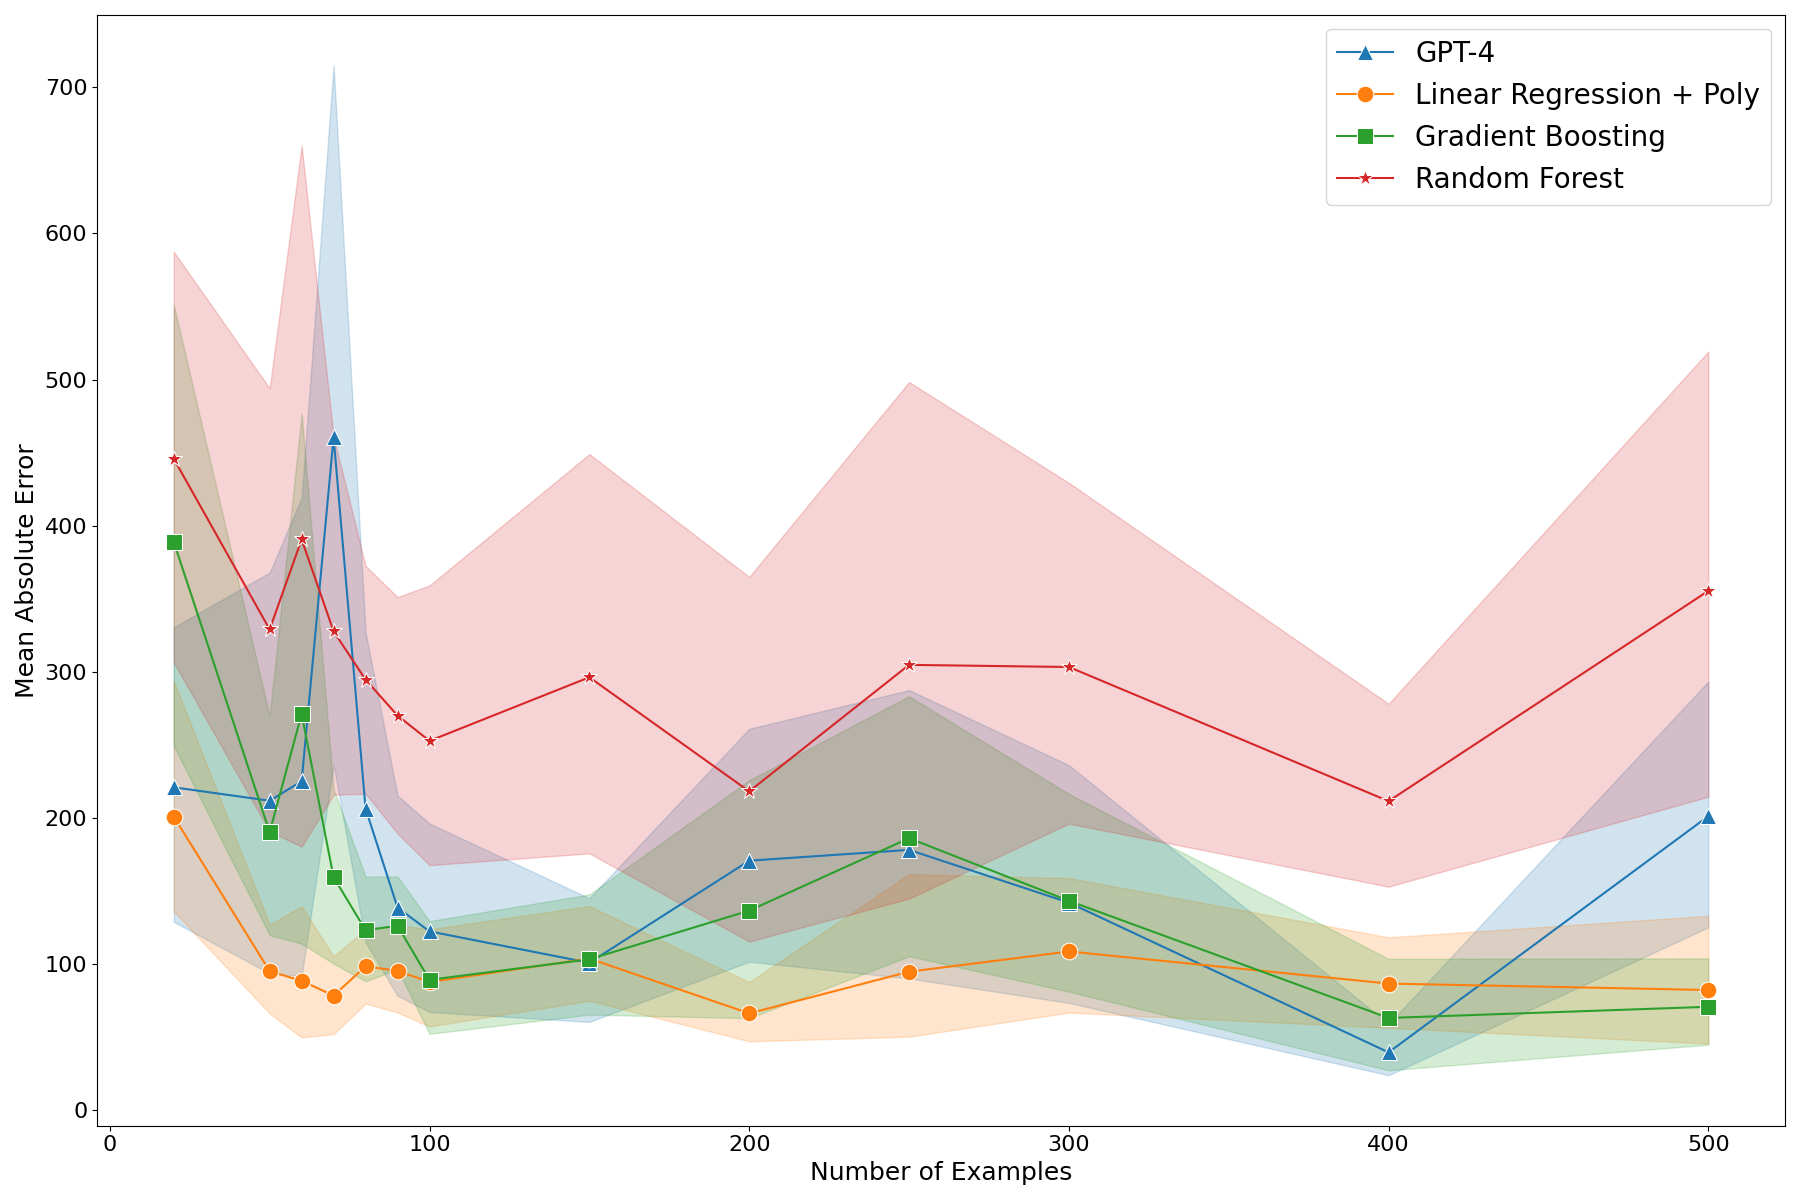 GPT-4
Linear Regression + Poly
Gradient Boosting
Random Forest
Mean Absolute Error
700
600
500
400
300
200
100
0
0 100 200 300 400 500
Number of Examples